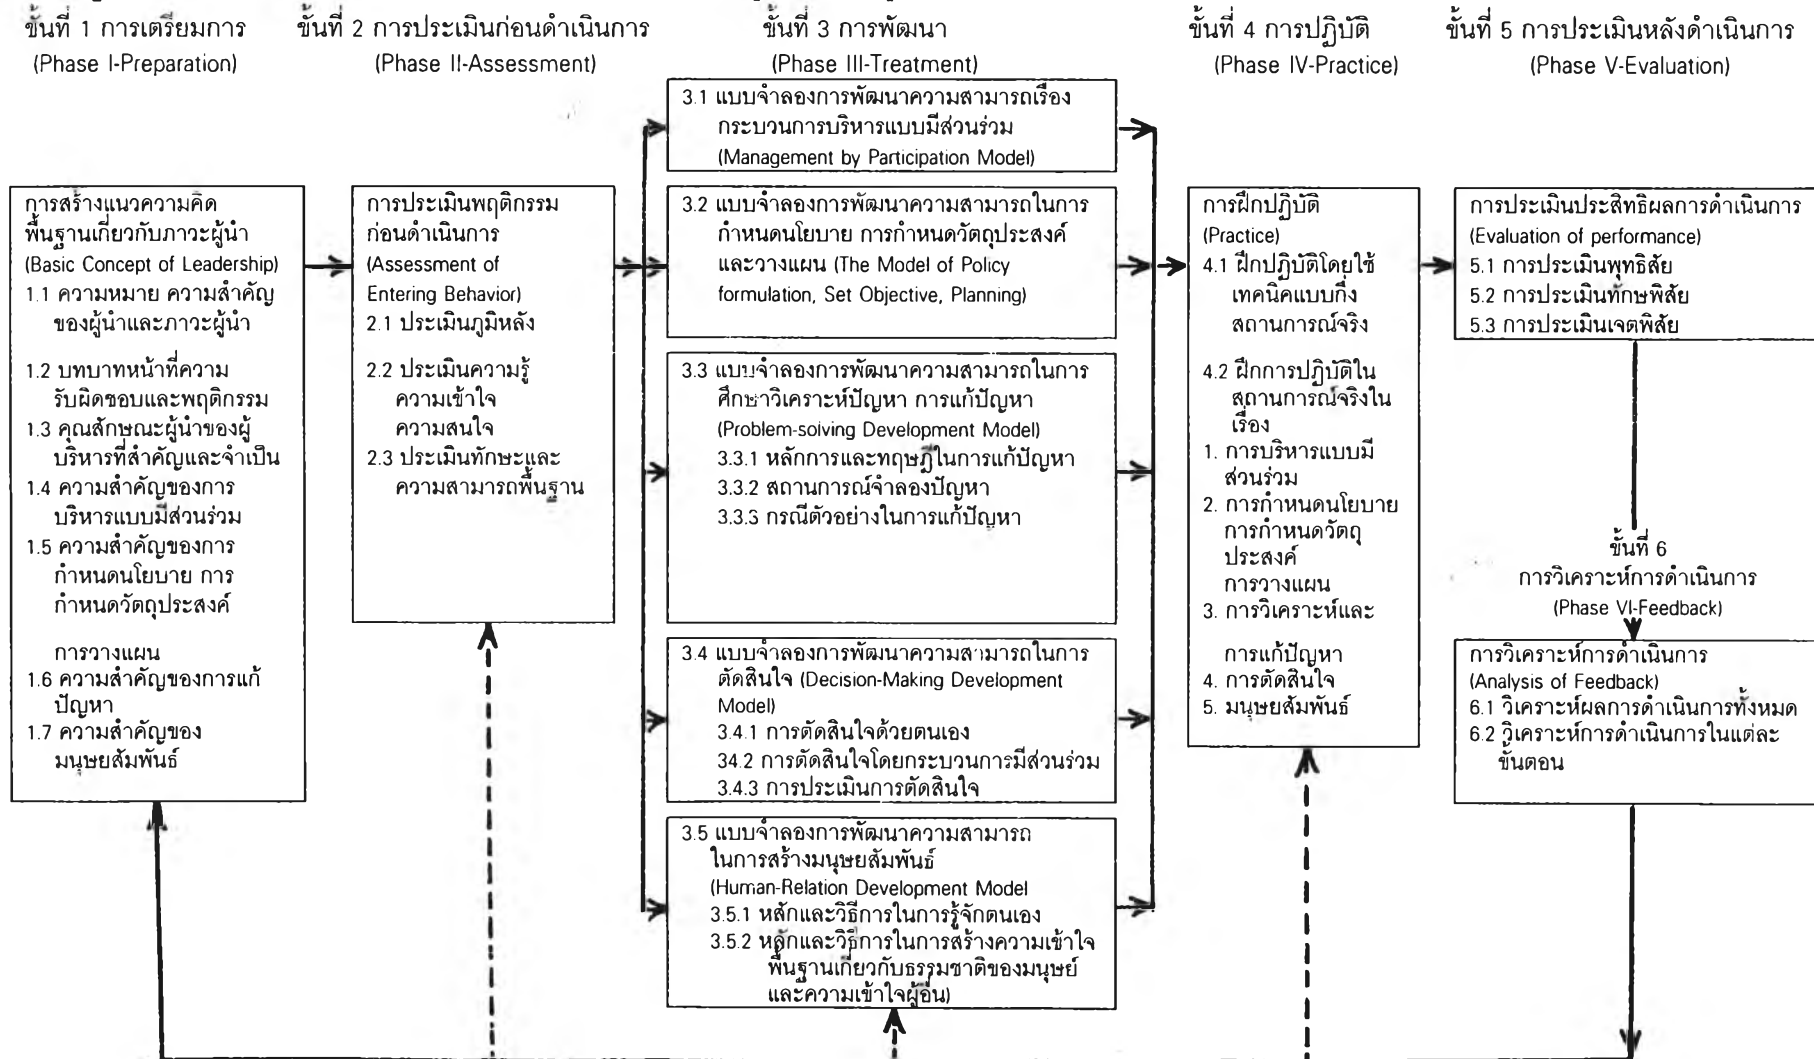 ขั้นที่ 1 การเตรียมการ
(Phase I-Preparation)
ขั้นที่ 2 การประเมินก่อนดำเนินการ
(Phase II-Assessment)
ขั้นที่ 3 การพัฒนา
(Phase III-Treatment)
ขั้นที่ 4 การปฏิบัติ
(Phase IV-Practice)
ขั้นที่ 5 การประเมินหลังดำเนินการ
(Phase V-Evaluation)
การสร้างแนวความคิด
พื้นฐานเกี่ยวกับภาวะผู้นำ
(Basic Concept of Leadership)
1.1 ความหมาย ความสำคัญ
ของผู้นำและภาวะผู้นำ
1.2 บทบาทหน้าที่ความ
รับผิดขอบและพฤติกรรม
1.3 คุณสักษณะผู้นำของผู้
บริหารที่สำคัญและจำเป็น
1.4 ความสำคัญของการ
บริหารแบบมีส่วนร่วม
1.5 ความสำคัญของการ
กำหนดนโยบาย การ
กำหนดวัตถุประสงค์
การวางแผน
1.6 ความสำคัญของการแก้
ปัญหา
1.7 ความสำคัญของ
มนุษยสัมพันธ์
การประเมินพฤติกรรม
ก่อนดำเนินการ
(Assessment of
Entering Behavior)
2.1 ประเมินภูมิหลัง
2.2 ประเมินความรู้
ความเข้าใจ
ความสนใจ
2.3 ประเมินทักษะและ
ความสามารถพื้นฐาน
3.1 แบบจำลองการพัฒนาความสามารถเรื่อง
กระบวนการบริหารแบบมีส่วนร่วม
(Management by Participation Model)
3.2 แบบจำลองการพัฒนาความสามารถในการ
กำหนดนโยบาย การกำหนดวัตถุประสงค์
และวางแผน (The Model of Policy
formulation, Set Objective, Planning)
3.3 แบบจำลองการพัฒนาความสามารถในการ
ศึกษาวิเคราะห์ปัญหา การแก้ปัญหา
(Problem-solving Development Model)
3.3.1 หลักการและทฤษฎีในการแก้ปัญหา
3.3.2 สถานการณ์จำลองปัญหา
3.3.3 กรณีตัวอย่างในการแก้ปัญหา
3.4 แบบจำลองการพัฒนาความสามารถในการ
ตัดสินใจ (Decision-Making Development
Model)
3.4.1 การตัดสินใจด้วยตนเอง
34.2 การตัดสินใจโดยกระบวนการมีส่วนร่วม
3.4.3 การประเมินการตัดสินใจ
3.5 แบบจำลองการพัฒนาความสามารถ
ในการสร้างมนุษยสัมพันธ์
(Human-Relation Development Model
3.5.1 หลักและวิธีการในการรู้จักตนเอง
3.5.2 หลักและวิธีการในการสร้างความเข้าใจ
พื้นฐานเกี่ยวกับธรรมชาติของมนุษย์
และความเข้าใจผู้อื่น)
การฝึกปฏิบัติ
(Practice)
4.1 ฝึกปฏิบัติโดยใช้
เทคนิคแบบกึ่ง
สถานการณ์จริง
4.2 ฝึกการปฏิบัติใน
สถานการณ์จริงใน
เรื่อง
1. การบริหารแบบมี
ส่วนร่วม
2. การกำหนดนโยบาย
การกำหนดวัตถุ
ประสงค์
การวางแผน
3. การวิเคราะห์และ
การแก้ปัญหา
4. การตัดสินใจ
5. มนุษยสัมพันธ์
การประเมินประสิทธิผลการดำเนินการ
(Evaluation of performance)
5.1 การประเมินพุทธิสัย
5.2 การประเมินทักษพิสัย
5.3 การประเมินเจตพิสัย
ขั้นที่ 6
การวิเคราะห์การดำเนินการ
(Phase VI-Feedback)
การวิเคราะห์การดำเนินการ
(Analysis of Feedback)
6.1 วิเคราะห์ผลการดำเนินการทั้งหมด
6.2 วิเคราะห์การดำเนินการในแต่ละ
ขั้นตอน